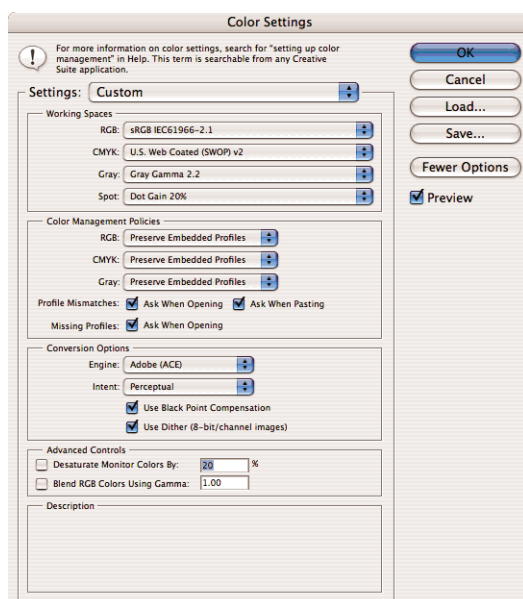 Color Settings
For more information on color settings, search for "setting up color
management" in Help. This term is searchable from any Creative
Suite application.
OK
Cancel
Load...
Save...
Fewer Options
Preview
Settings: Custom
Working Spaces
RGB: sRGB IEC61966-2.1
CMYK: U.S. Web Coated (SWOP) v2
Gray: Gray Gamma 2.2
Spot: Dot Gain 20%
Color Management Policies
RGB: Preserve Embedded Profiles
CMYK: Preserve Embedded Profiles
Gray: Preserve Embedded Profiles
Profile Mismatches: Ask When Opening Ask When Pasting
Missing Profiles: Ask When Opening
Conversion Options
Engine: Adobe (ACE)
Intent: Perceptual
Use Black Point Compensation
Use Dither (8-bit/channel images)
Advanced Controls
Desaturate Monitor Colors By: 20 %
Blend RGB Colors Using Gamma: 1.00
Description